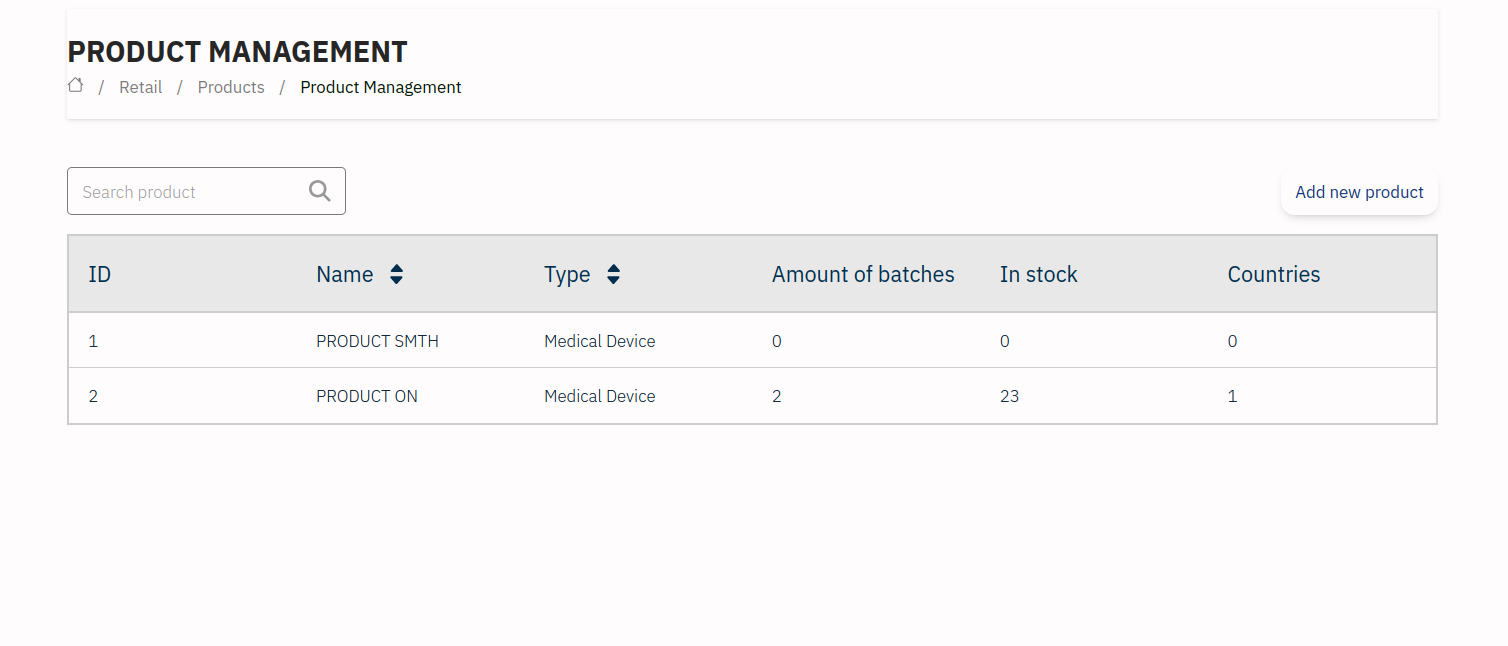 PRODUCT MANAGEMENT
/ Retail / Products / Product Management
Search product
Add new product
ID Name Type Amount of batches In stock Countries
1 PRODUCT SMTH Medical Device 0 0 0
2 PRODUCT ON Medical Device 2 23 1